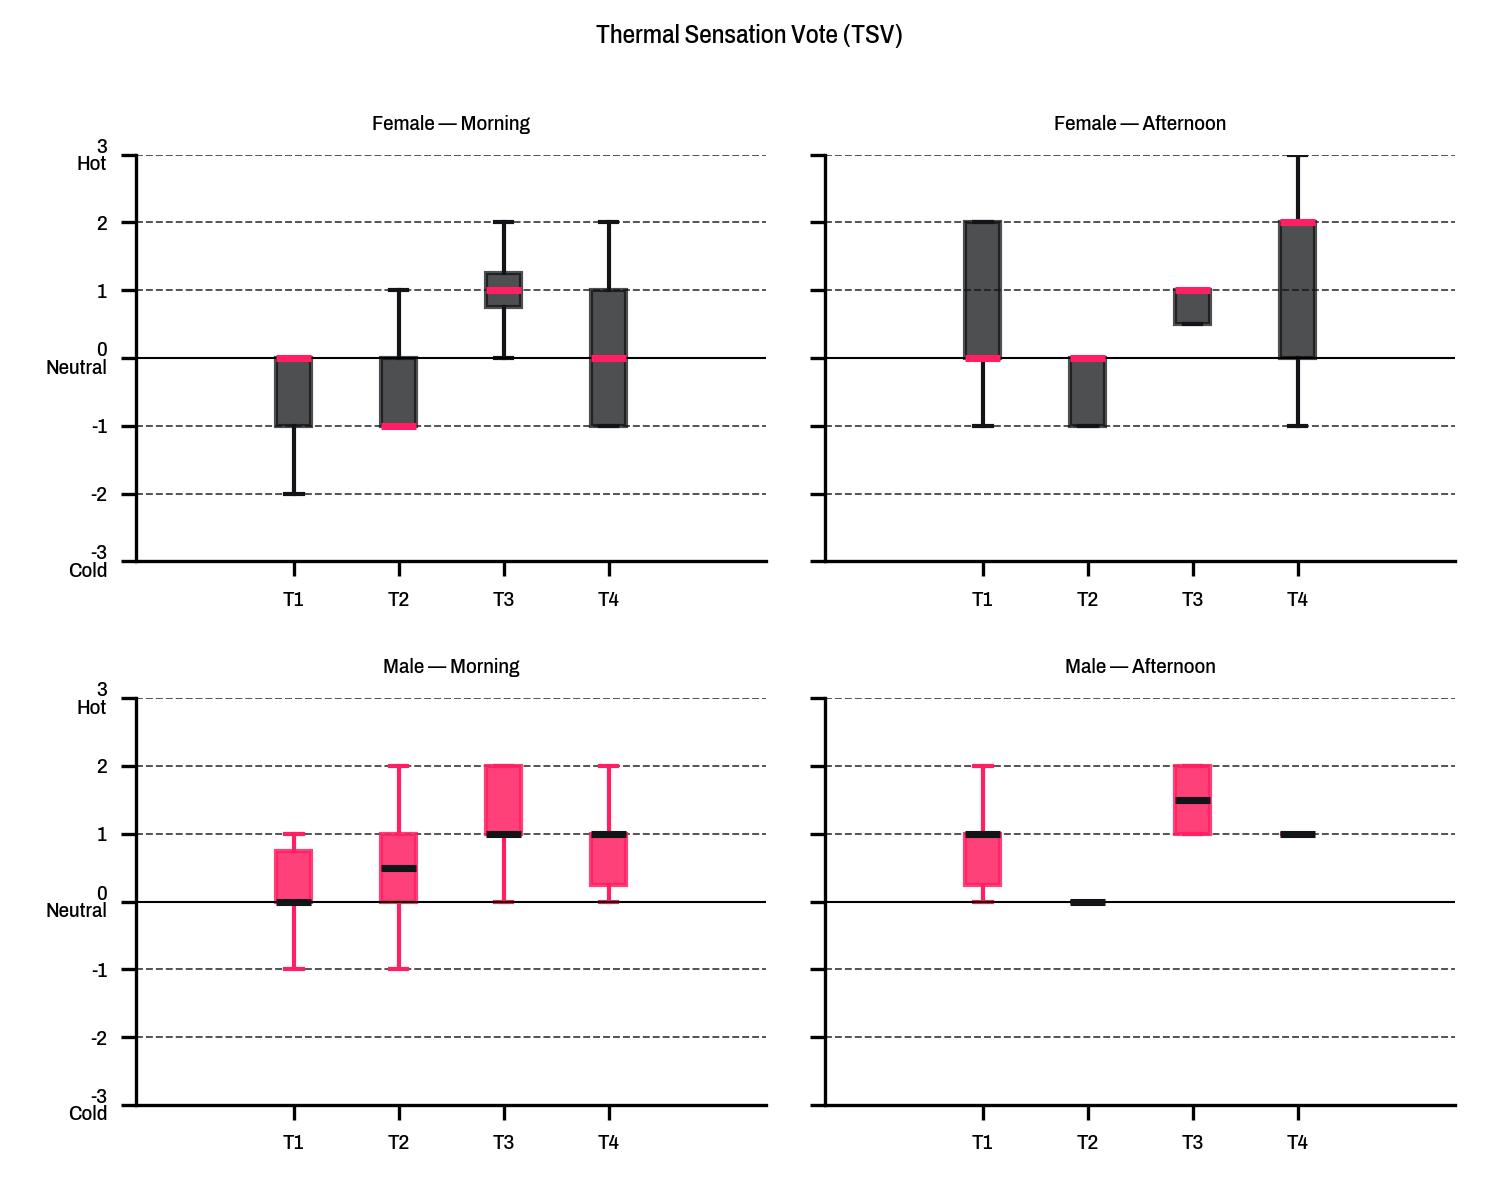 Thermal Sensation Vote (TSV)
Female — Morning
3
Hot
2
1
0
Neutral
-1
-2
-3
Cold
T1 T2 T3 T4
Female — Afternoon
T1 T2 T3 T4
Male — Morning
3
Hot
2
1
0
Neutral
-1
-2
-3
Cold
T1 T2 T3 T4
Male — Afternoon
T1 T2 T3 T4